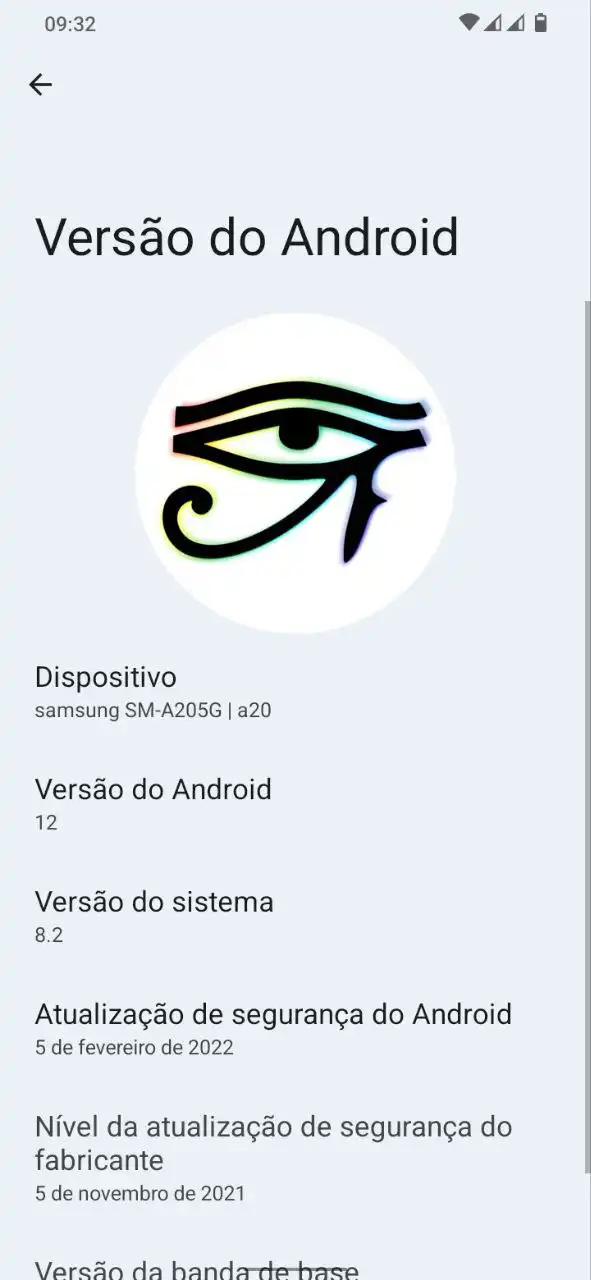 09:32
Versão do Android
Dispositivo
samsung SM-A205G | a20
Versão do Android
12
Versão do sistema
8.2
Atualização de segurança do Android
5 de fevereiro de 2022
Nível da atualização de segurança do
fabricante
5 de novembro de 2021
Versão da banda de base